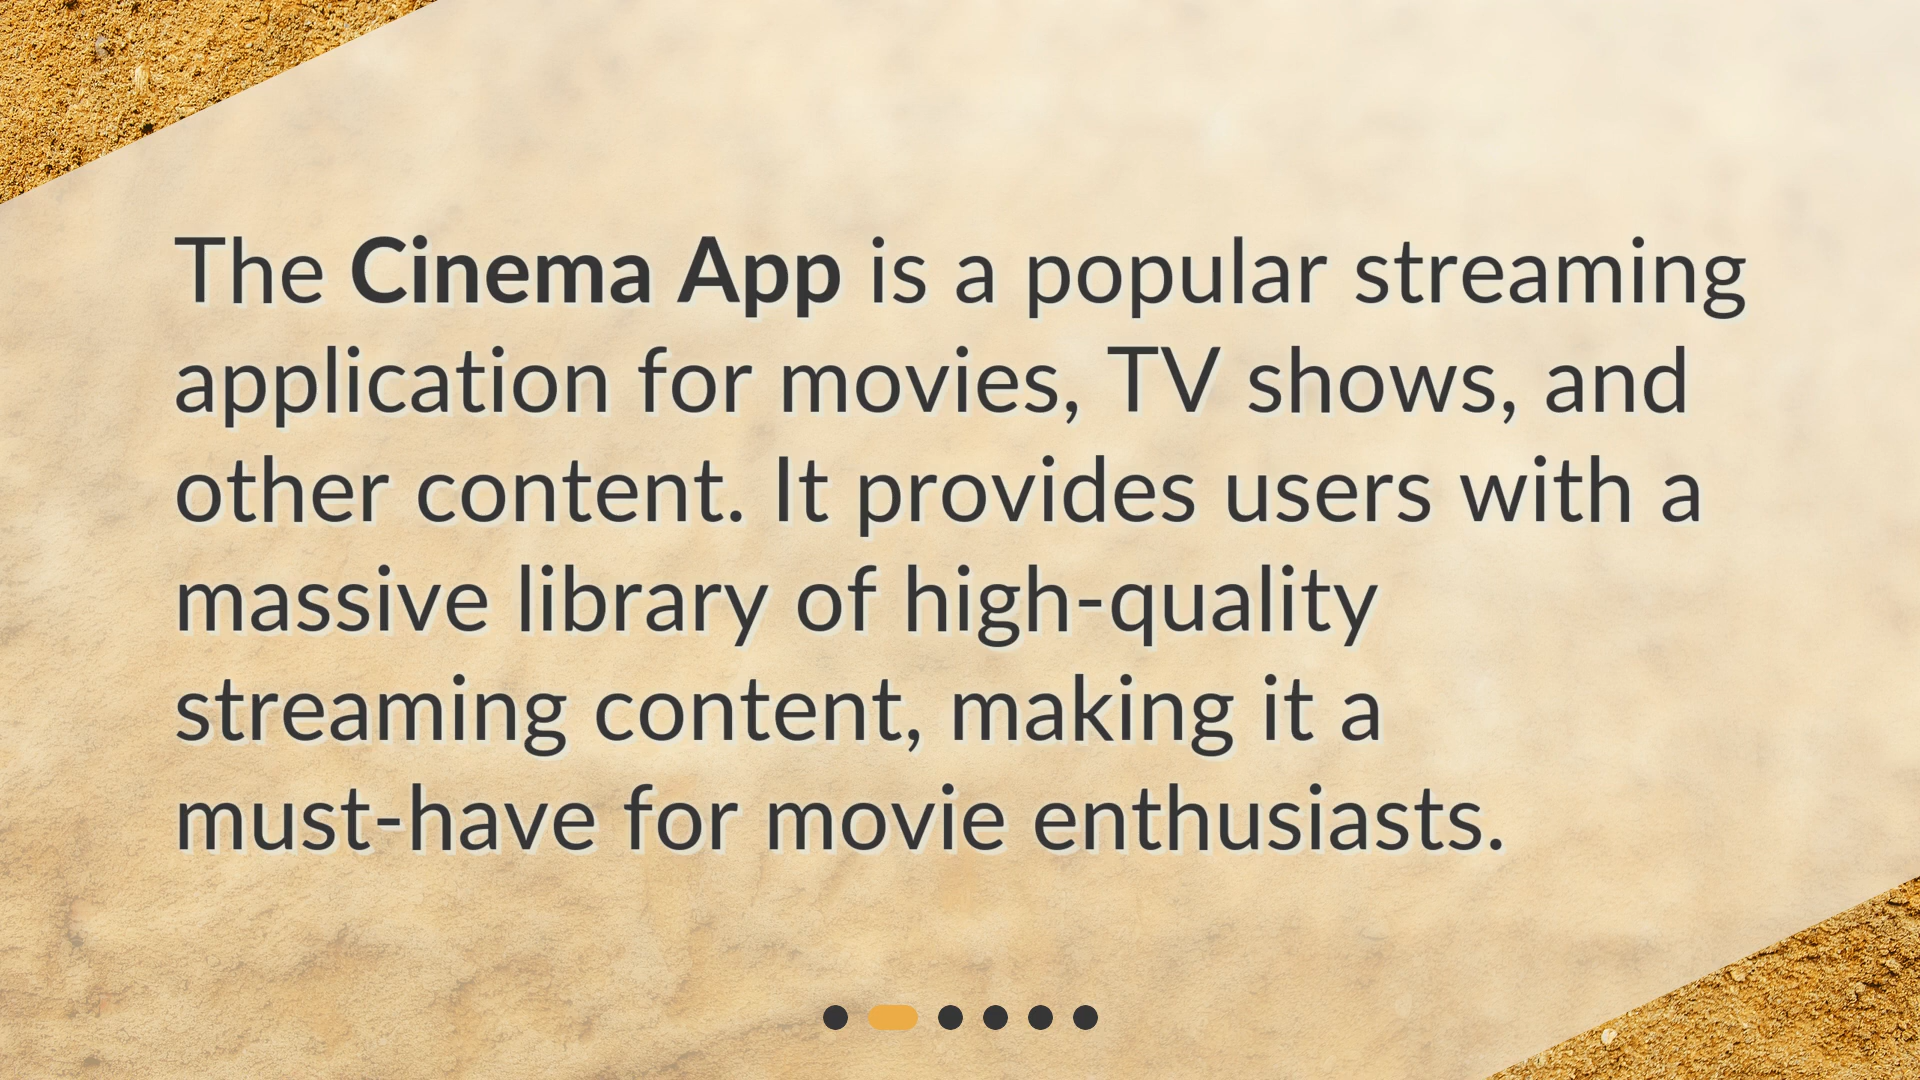 The Cinema App is a popular streaming
application for movies, TV shows, and
other content. It provides users with a
massive library of high-quality
streaming content, making it a
must-have for movie enthusiasts.